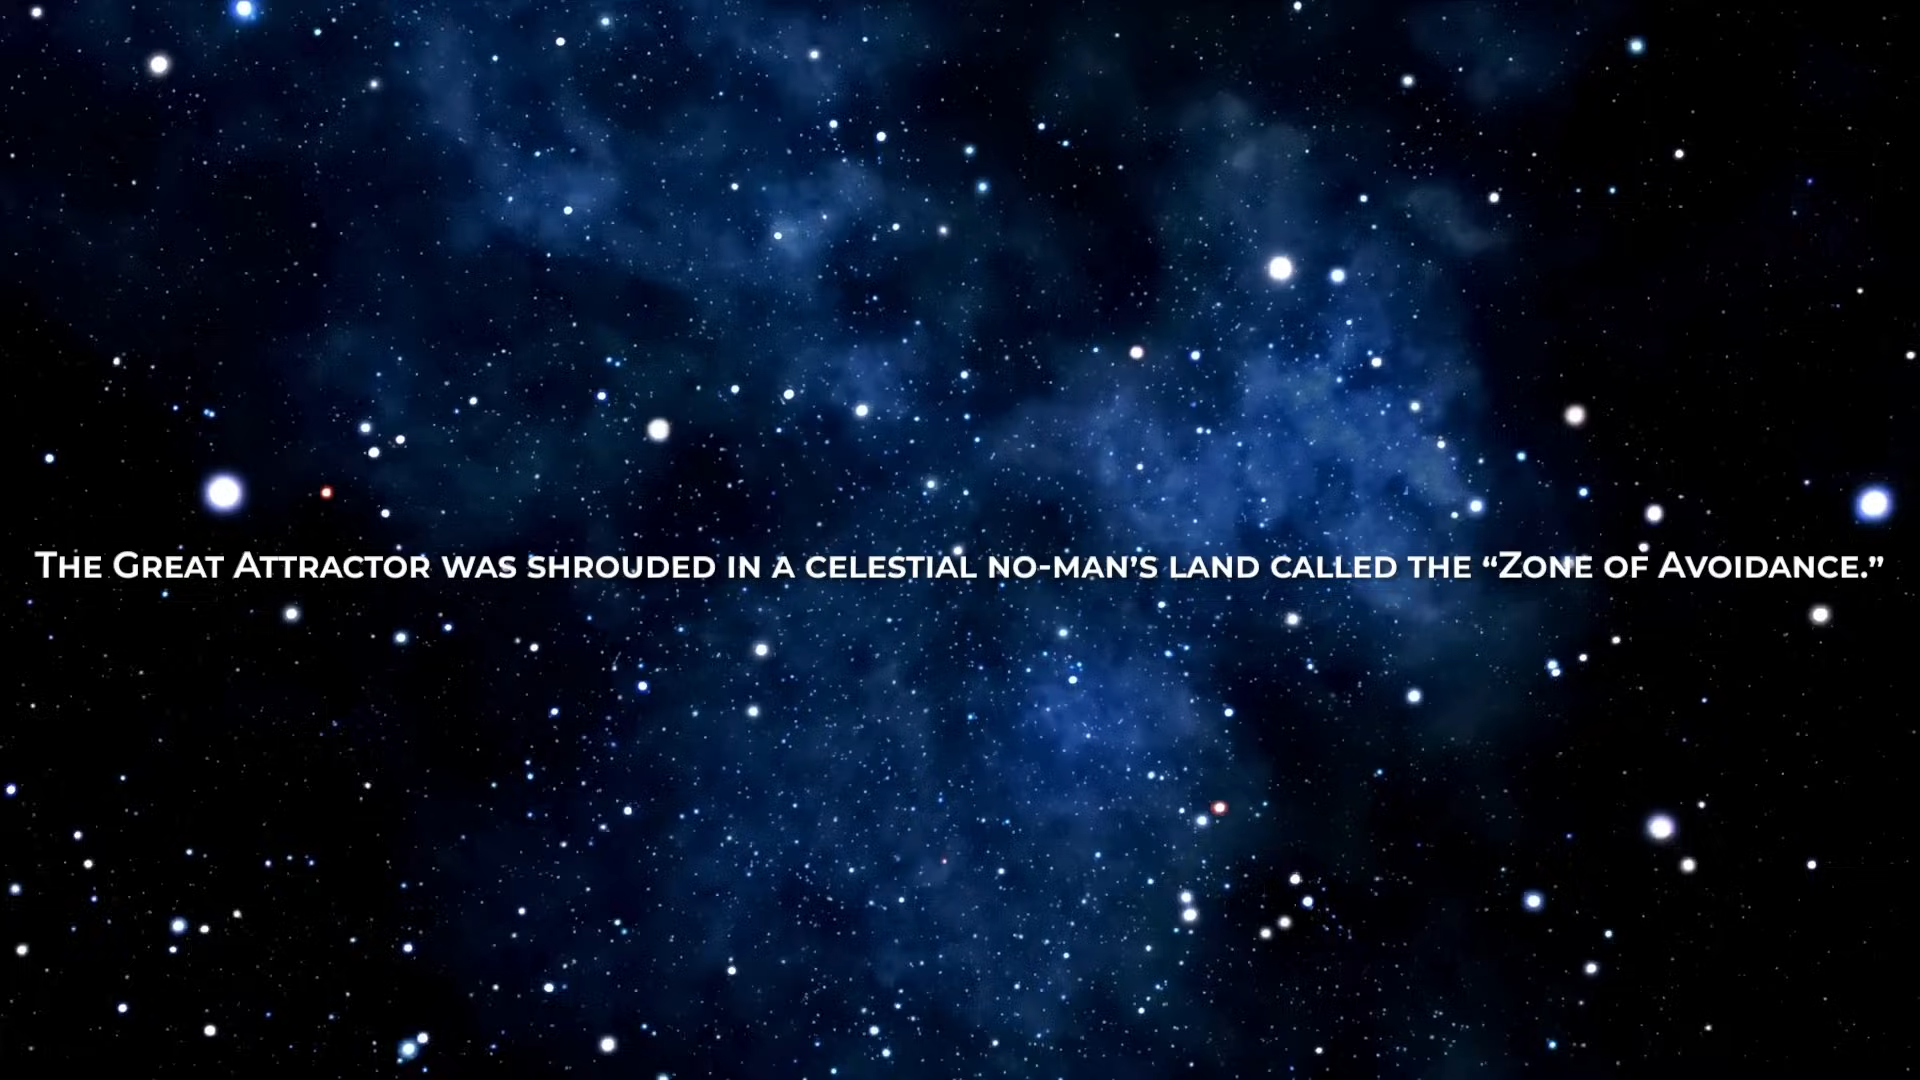 The Great Attractor was shrouded in a celestial no-man’s land called the “Zone of Avoidance.”